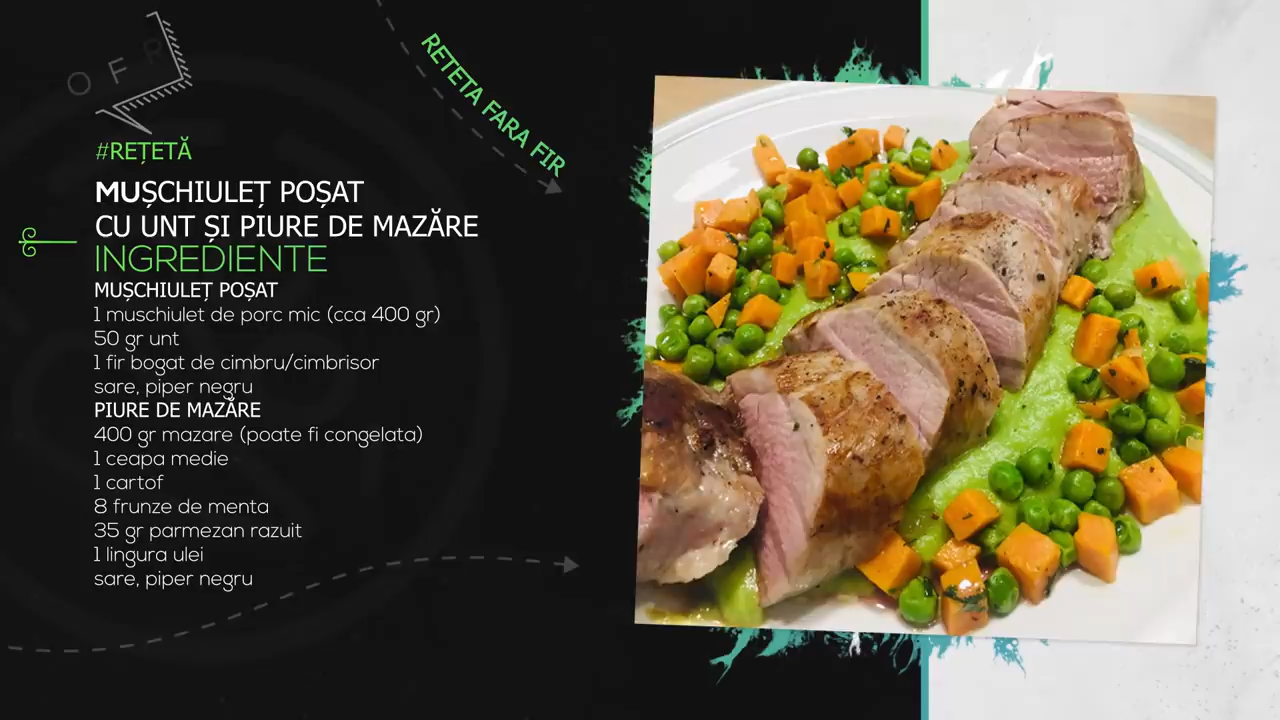 O F R
RETETA FARA FIR
#REȚETĂ
MUȘCHIULEȚ POȘAT
CU UNT ȘI PIURE DE MAZĂRE
INGREDIENTE
MUȘCHIULEȚ POȘAT
1 muschiulet de porc mic (cca 400 gr)
50 gr unt
1 fir bogat de cimbru/cimbrisor
sare, piper negru
PIURE DE MAZĂRE
400 gr mazare (poate fi congelata)
1 ceapa medie
1 cartof
8 frunze de menta
35 gr parmezan razuit
1 lingura ulei
sare, piper negru